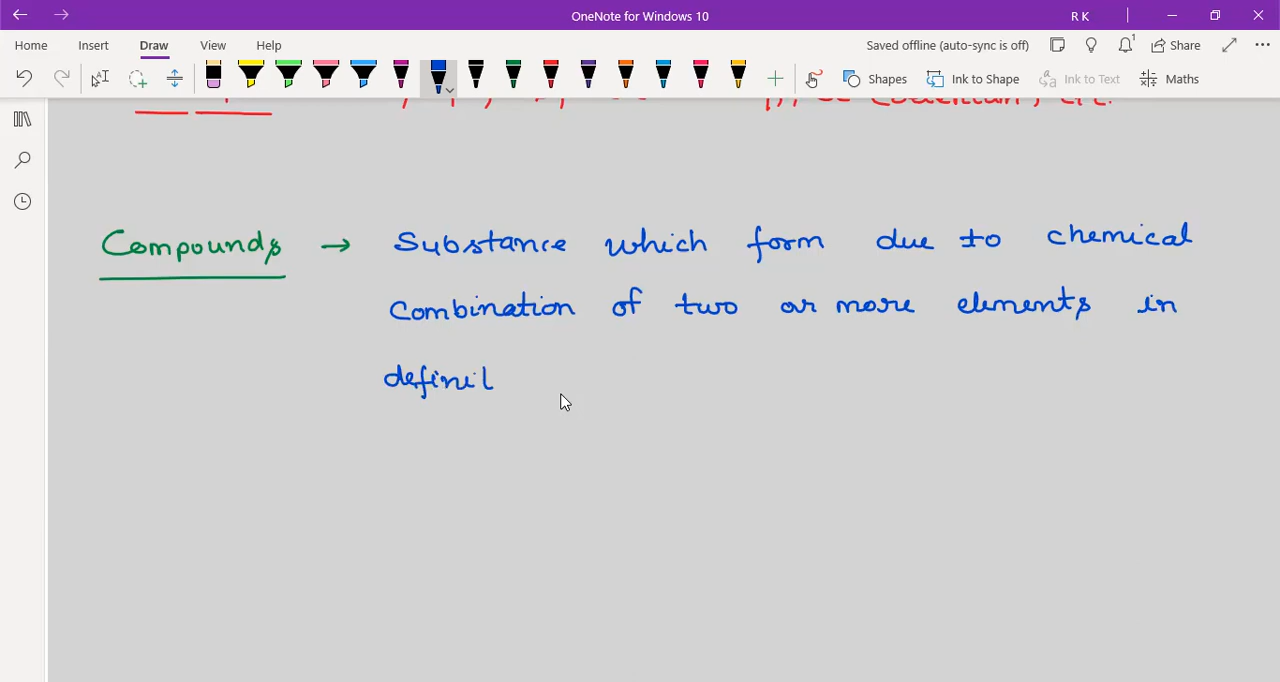 OneNote for Windows 10
R K
Home Insert Draw View Help
Saved offline (auto-sync is off)
1
Share
Shapes
Ink to Shape
Ink to Text
Maths
Compounds → Substance which form due to chemical
combination of two or more elements in
definil